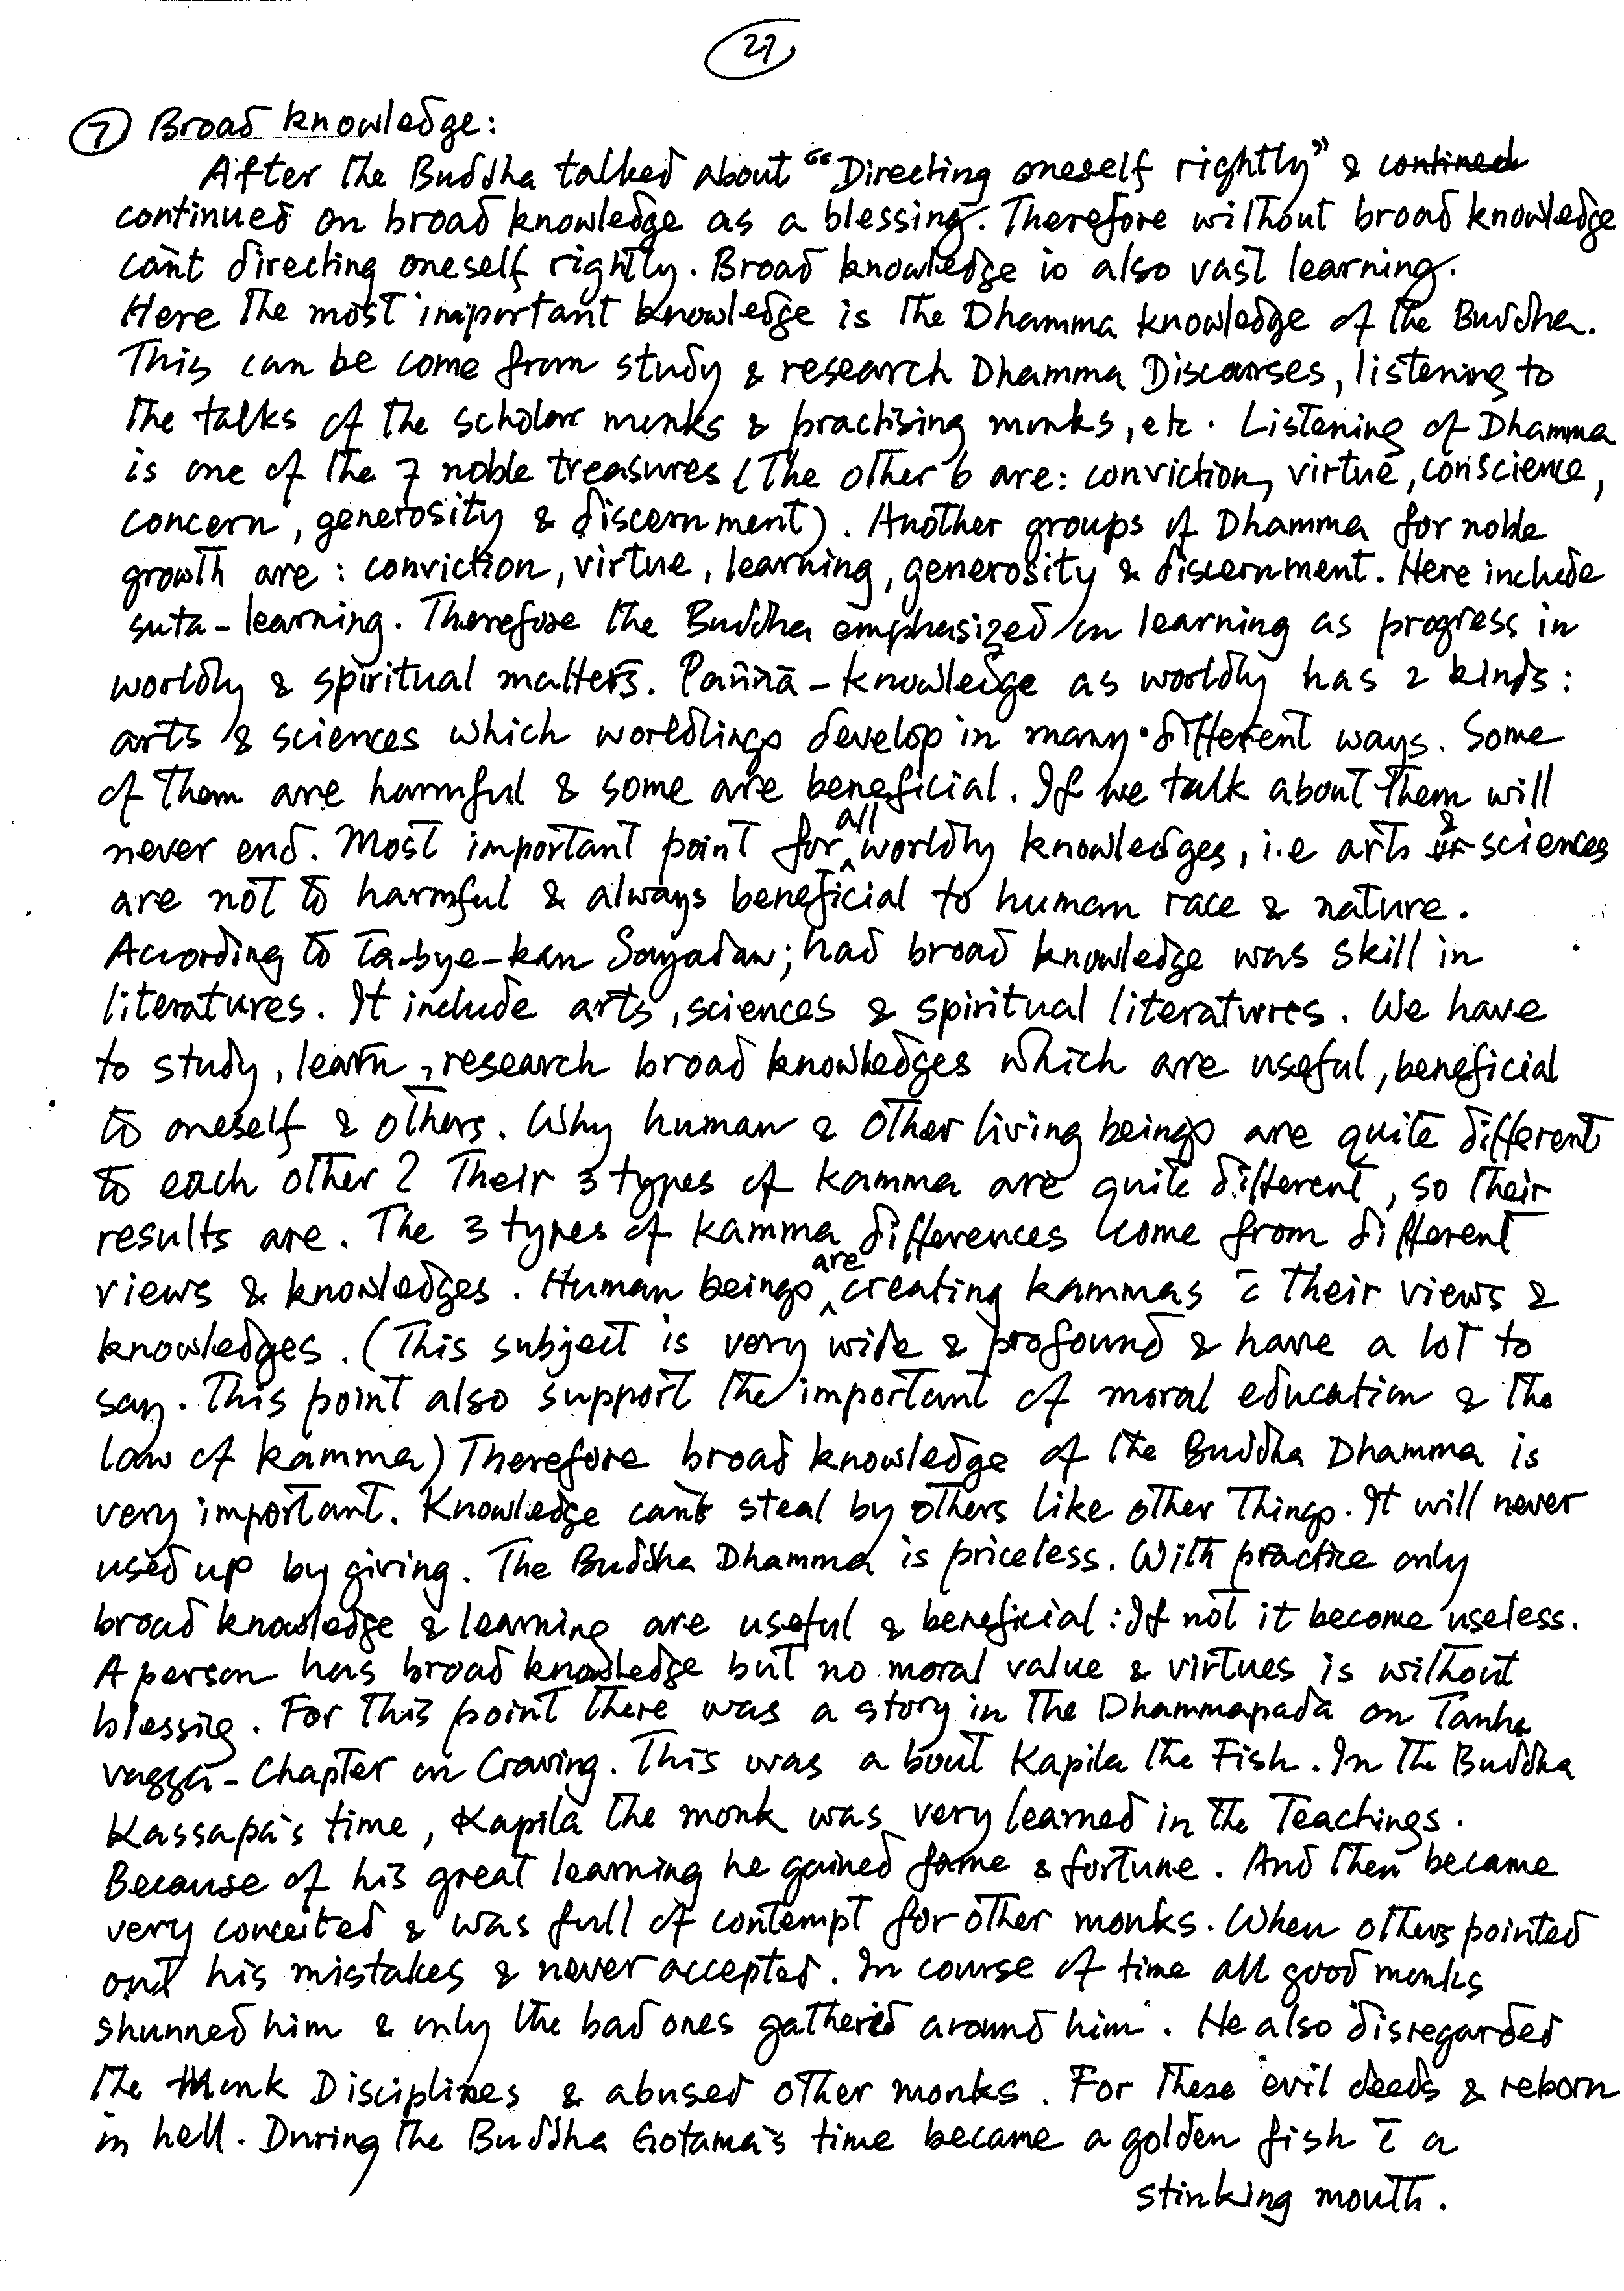 27
⑦ Broad knowledge:
After the Buddha talked about "Directing oneself rightly" & contined
continued on broad knowledge as a blessing. Therefore without broad knowledge
can't directing oneself rightly. Broad knowledge is also vast learning.
Here the most important knowledge is the Dhamma knowledge of the Buddha.
This can be come from study & research Dhamma Discourses, listening to
the talks of the scholar monks & practising monks, etc. Listening of Dhamma
is one of the 7 noble treasures (The other 6 are: conviction, virtue, conscience,
concern, generosity & discernment). Another groups of Dhamma for noble
growth are: conviction, virtue, learning, generosity & discernment. Here include
suta-learning. Therefore the Buddha emphasized on learning as progress in
worldly & spiritual matters. Paññā-knowledge as worldly has 2 kinds:
arts & sciences which worldlings develop in many different ways. Some
of them are harmful & some are beneficial. If we talk about them will
never end. Most important point for all worldly knowledges, i.e arts & sciences
are not to harmful & always beneficial to human race & nature.
According to Ta-bye-kan Sayadaw; had broad knowledge was skill in
literatures. It include arts, sciences & spiritual literatures. We have
to study, learn, research broad knowledges which are useful, beneficial
to oneself & others. Why human & other living beings are quite different
to each other? Their 3 types of kamma are quite different, so their
results are. The 3 types of kamma differences come from different
views & knowledges. Human beings are creating kammas c̄ their views &
knowledges. (This subject is very wide & profound & have a lot to
say. This point also support the important of moral education & the
law of kamma) Therefore broad knowledge of the Buddha Dhamma is
very important. Knowledge can't steal by others like other things. It will never
used up by giving. The Buddha Dhamma is priceless. With practice only
broad knowledge & learning are useful & beneficial: If not it become useless.
A person has broad knowledge but no moral value & virtues is without
blessing. For this point there was a story in the Dhammapada on Tanha
vagga-Chapter on Craving. This was a bout Kapila the Fish. In the Buddha
Kassapa's time, Kapila the monk was very learned in the Teachings.
Because of his great learning he gained fame & fortune. And then became
very conceited & was full of contempt for other monks. When others pointed
out his mistakes & never accepted. In course of time all good monks
shunned him & only the bad ones gathered around him. He also disregarded
the Monk Disciplines & abused other monks. For these evil deeds & reborn
in hell. During the Buddha Gotama's time became a golden fish c̄ a
stinking mouth.